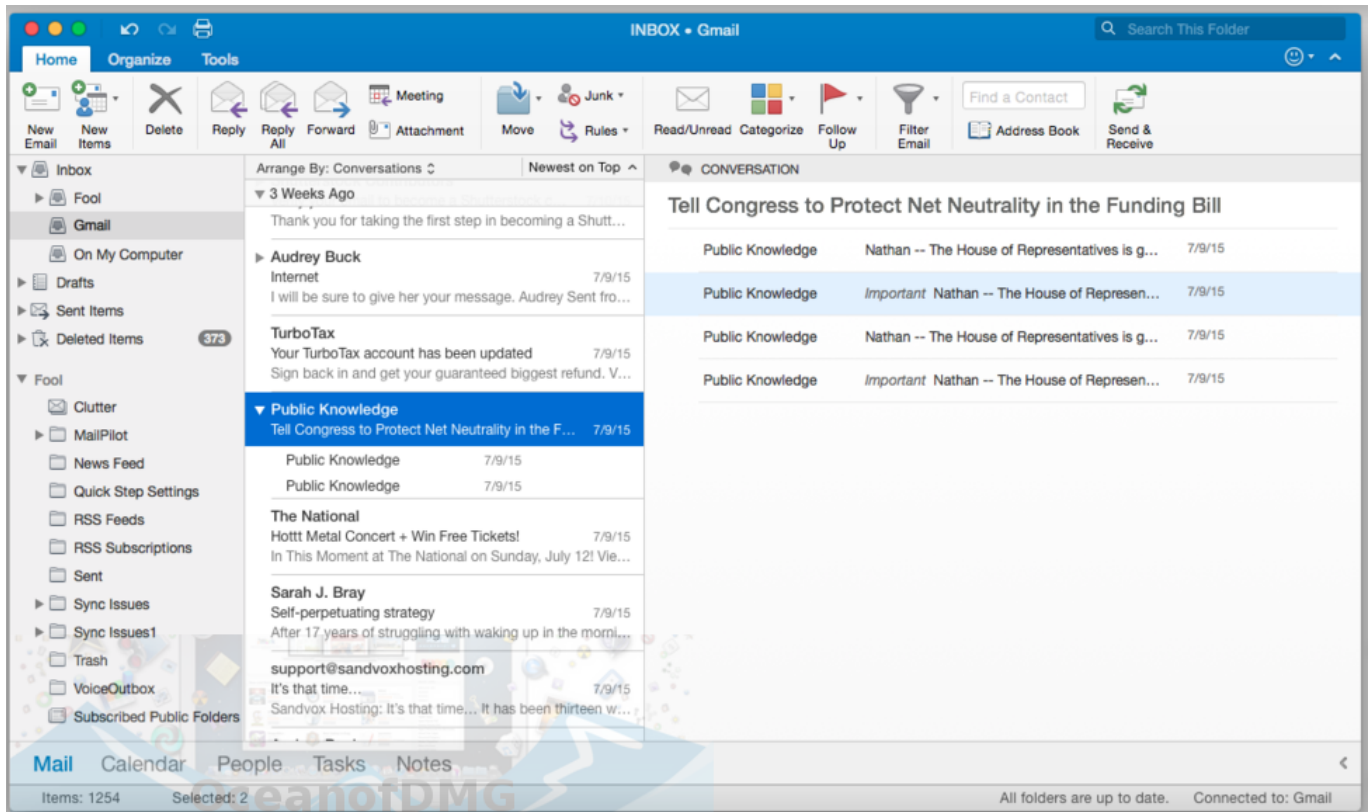 INBOX • Gmail
Search This Folder
Home Organize Tools
New Email
New Items
Delete
Reply
Reply All
Forward
Meeting
Attachment
Move
Junk
Rules
Read/Unread
Categorize
Follow Up
Filter Email
Find a Contact
Address Book
Send & Receive
Inbox
Fool
Gmail
On My Computer
Drafts
Sent Items
Deleted Items 373
Fool
Clutter
MailPilot
News Feed
Quick Step Settings
RSS Feeds
RSS Subscriptions
Sent
Sync Issues
Sync Issues1
Trash
VoiceOutbox
Subscribed Public Folders
Arrange By: Conversations Newest on Top
3 Weeks Ago
Thank you for taking the first step in becoming a Shutt...
Audrey Buck
Internet 7/9/15
I will be sure to give her your message. Audrey Sent fro...
TurboTax
Your TurboTax account has been updated 7/9/15
Sign back in and get your guaranteed biggest refund. V...
Public Knowledge
Tell Congress to Protect Net Neutrality in the F... 7/9/15
Public Knowledge 7/9/15
Public Knowledge 7/9/15
The National
Hottt Metal Concert + Win Free Tickets! 7/9/15
In This Moment at The National on Sunday, July 12! Vie...
Sarah J. Bray
Self-perpetuating strategy 7/9/15
After 17 years of struggling with waking up in the morni...
support@sandvoxhosting.com
It's that time... 7/9/15
Sandvox Hosting: It's that time... It has been thirteen w...
CONVERSATION
Tell Congress to Protect Net Neutrality in the Funding Bill
Public Knowledge Nathan -- The House of Representatives is g... 7/9/15
Public Knowledge Important Nathan -- The House of Represen... 7/9/15
Public Knowledge Nathan -- The House of Representatives is g... 7/9/15
Public Knowledge Important Nathan -- The House of Represen... 7/9/15
Mail Calendar People Tasks Notes
OceanofDMG
Items: 1254 Selected: 2 All folders are up to date. Connected to: Gmail